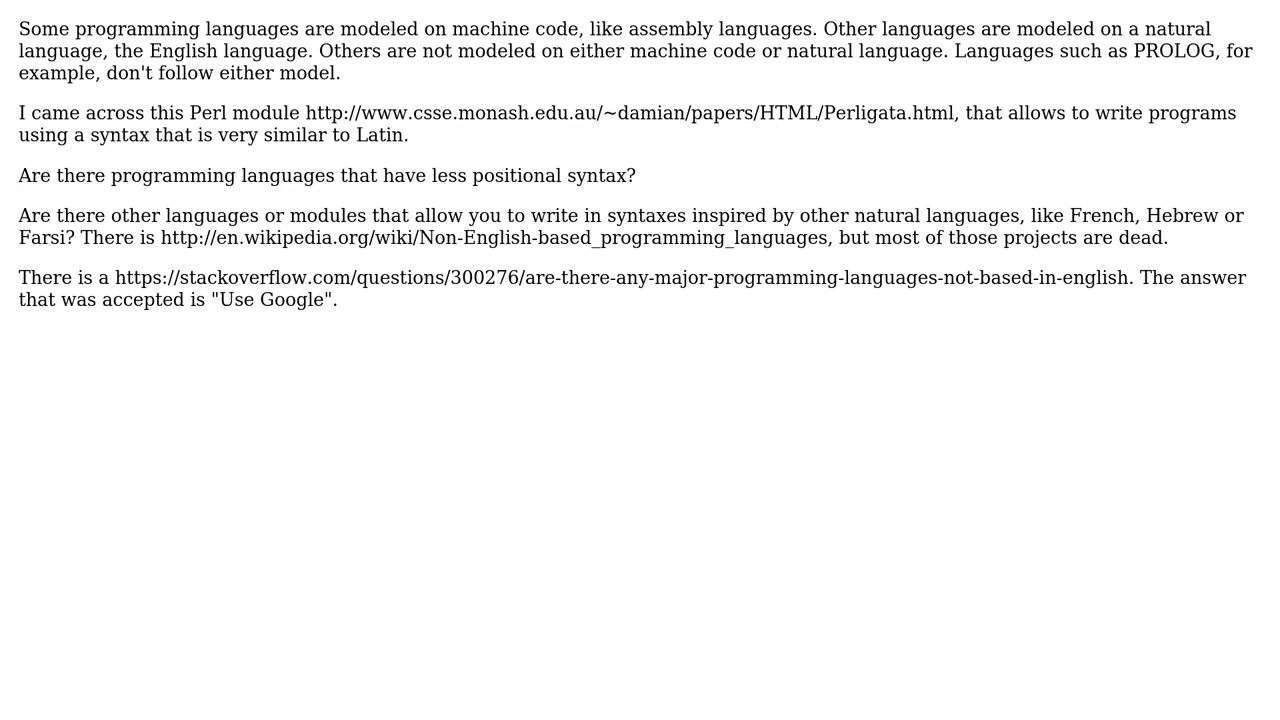 Some programming languages are modeled on machine code, like assembly languages. Other languages are modeled on a natural
language, the English language. Others are not modeled on either machine code or natural language. Languages such as PROLOG, for
example, don't follow either model.
I came across this Perl module http://www.csse.monash.edu.au/~damian/papers/HTML/Perligata.html, that allows to write programs
using a syntax that is very similar to Latin.
Are there programming languages that have less positional syntax?
Are there other languages or modules that allow you to write in syntaxes inspired by other natural languages, like French, Hebrew or
Farsi? There is http://en.wikipedia.org/wiki/Non-English-based_programming_languages, but most of those projects are dead.
There is a https://stackoverflow.com/questions/300276/are-there-any-major-programming-languages-not-based-in-english. The answer
that was accepted is "Use Google".